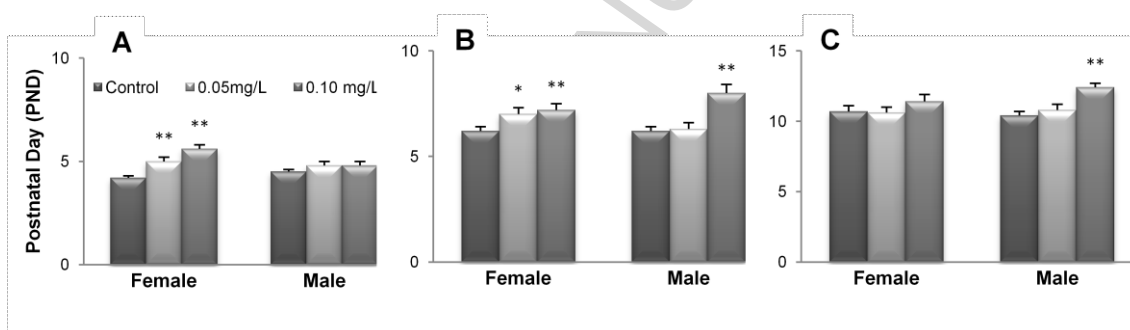 A
B
C
10
5
0
Postnatal Day (PND)
Control
0.05mg/L
0.10 mg/L
**
**
Female
Male
10
5
0
*
**
**
Female
Male
15
10
5
0
**
Female
Male